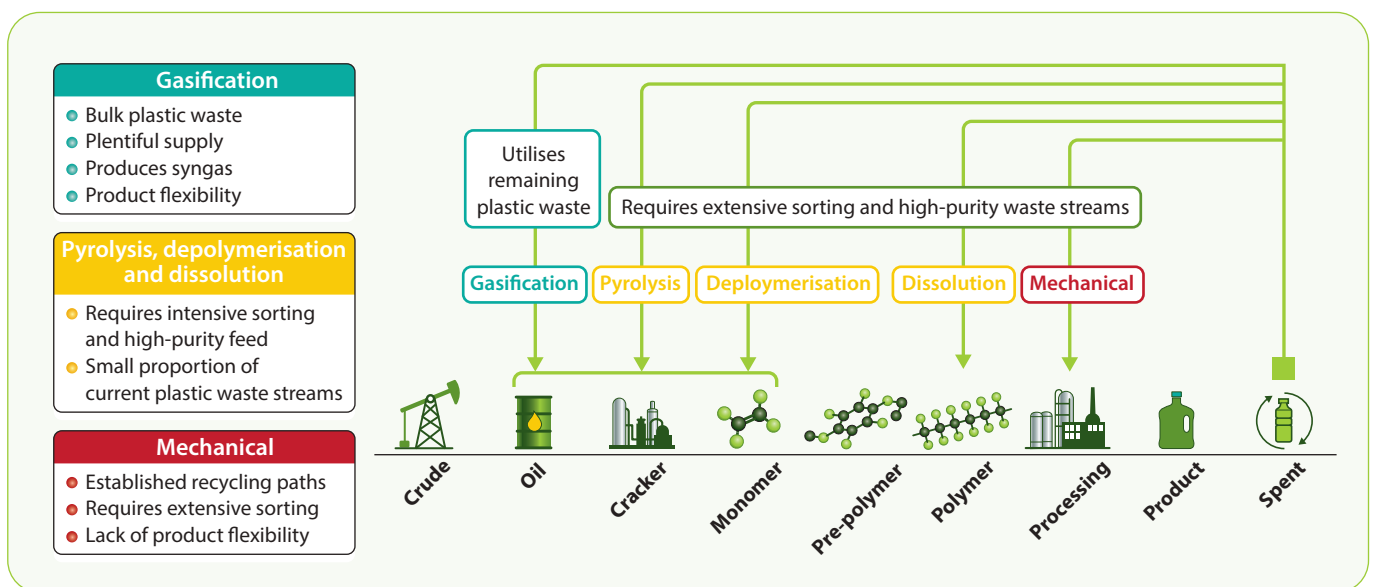 Gasification
Bulk plastic waste
Plentiful supply
Produces syngas
Product flexibility
Pyrolysis, depolymerisation
and dissolution
Requires intensive sorting
and high-purity feed
Small proportion of
current plastic waste streams
Mechanical
Established recycling paths
Requires extensive sorting
Lack of product flexibility
Utilises
remaining
plastic waste
Requires extensive sorting and high-purity waste streams
Gasification
Pyrolysis
Deploymerisation
Dissolution
Mechanical
Crude
Oil
Cracker
Monomer
Pre-polymer
Polymer
Processing
Product
Spent